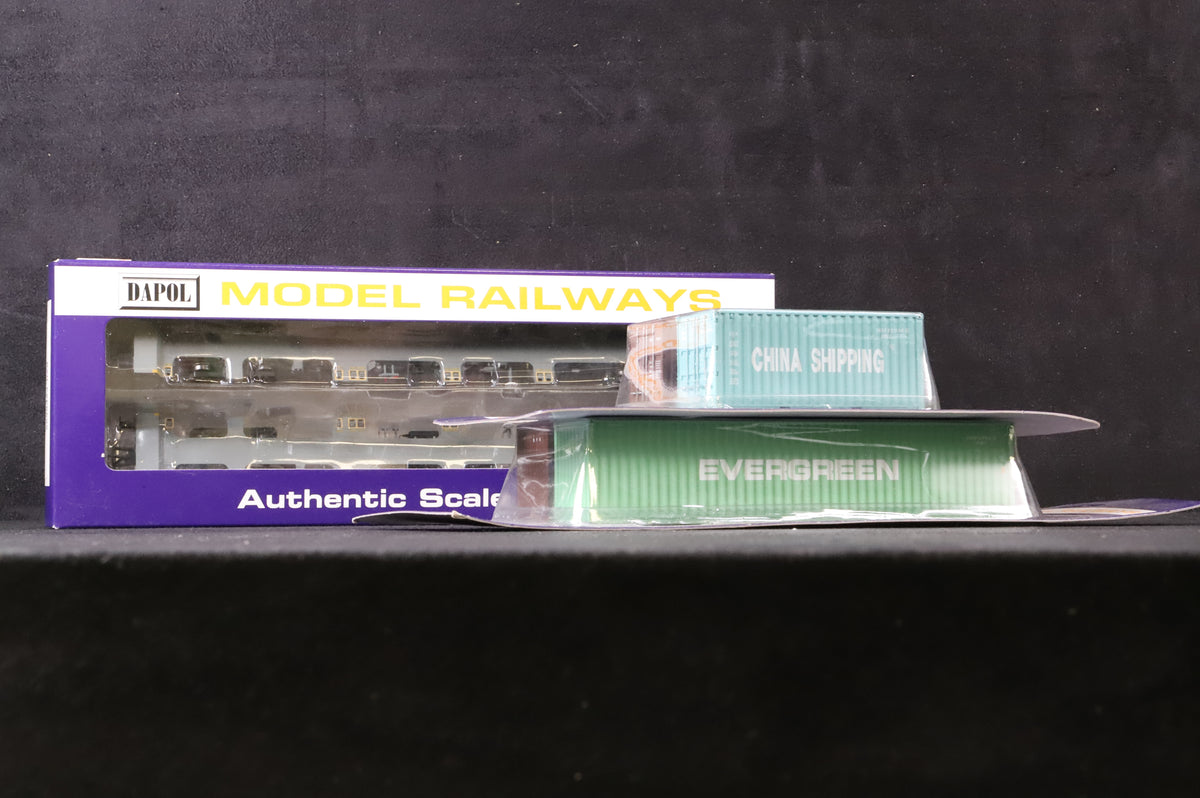 DAPOL
MODEL RAILWAYS
CHINA SHIPPING
EVERGREEN
Authentic Scale